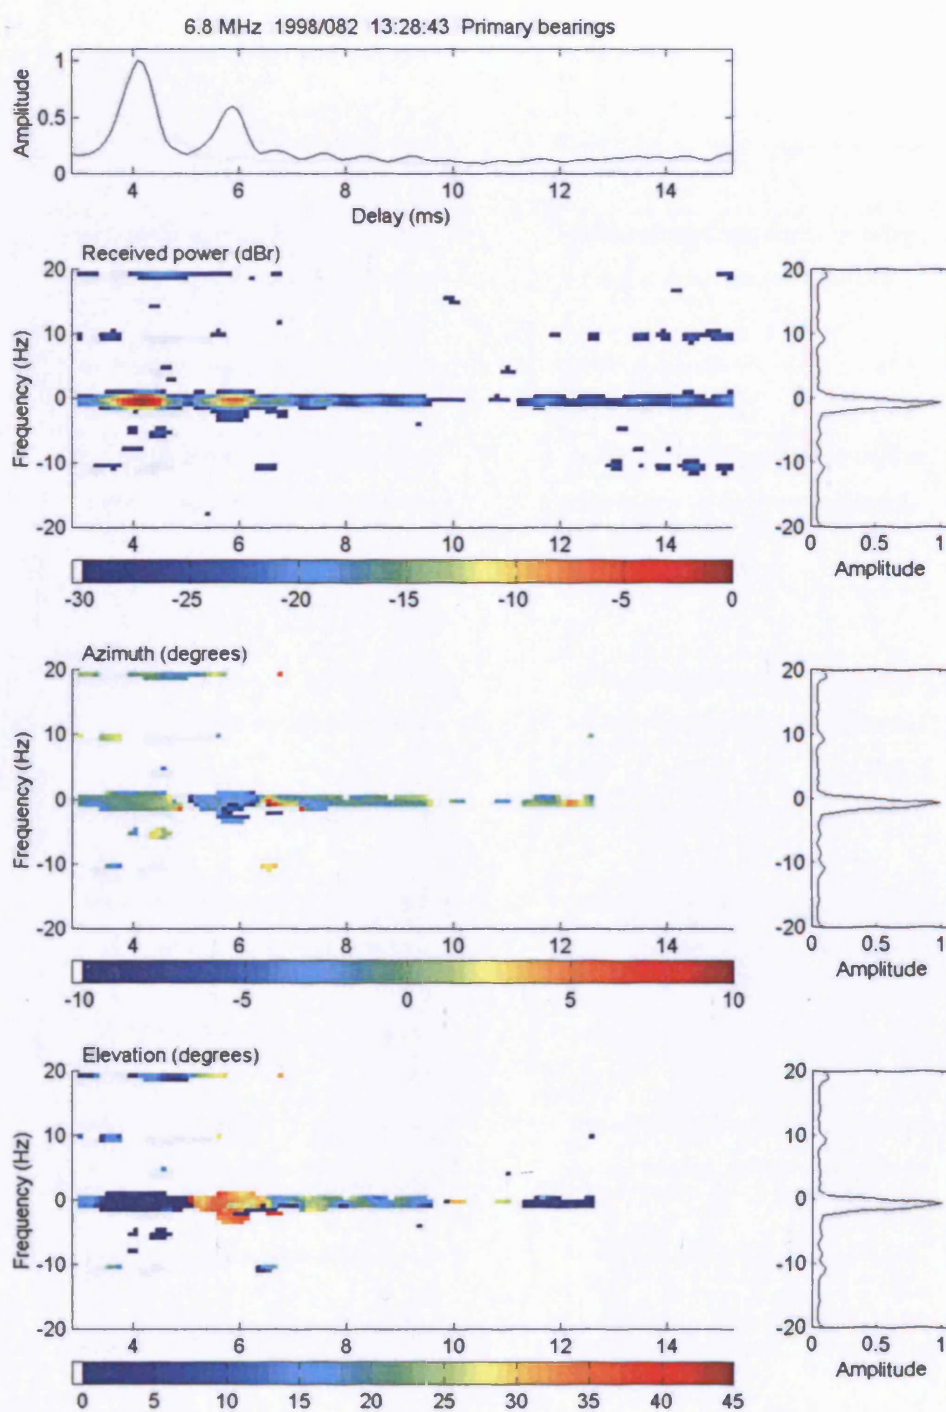 6.8 MHz 1998/082 13:28:43 Primary bearings
1
0.5
0
Amplitude
4 6 8 10 12 14
Delay (ms)
Received power (dBr)
20
10
0
-10
-20
Frequency (Hz)
4 6 8 10 12 14
-30 -25 -20 -15 -10 -5 0
20
10
0
-10
-20
0 0.5 1
Amplitude
Azimuth (degrees)
20
10
0
-10
-20
Frequency (Hz)
4 6 8 10 12 14
-10 -5 0 5 10
20
10
0
-10
-20
0 0.5 1
Amplitude
Elevation (degrees)
20
10
0
-10
-20
Frequency (Hz)
4 6 8 10 12 14
0 5 10 15 20 25 30 35 40 45
20
10
0
-10
-20
0 0.5 1
Amplitude